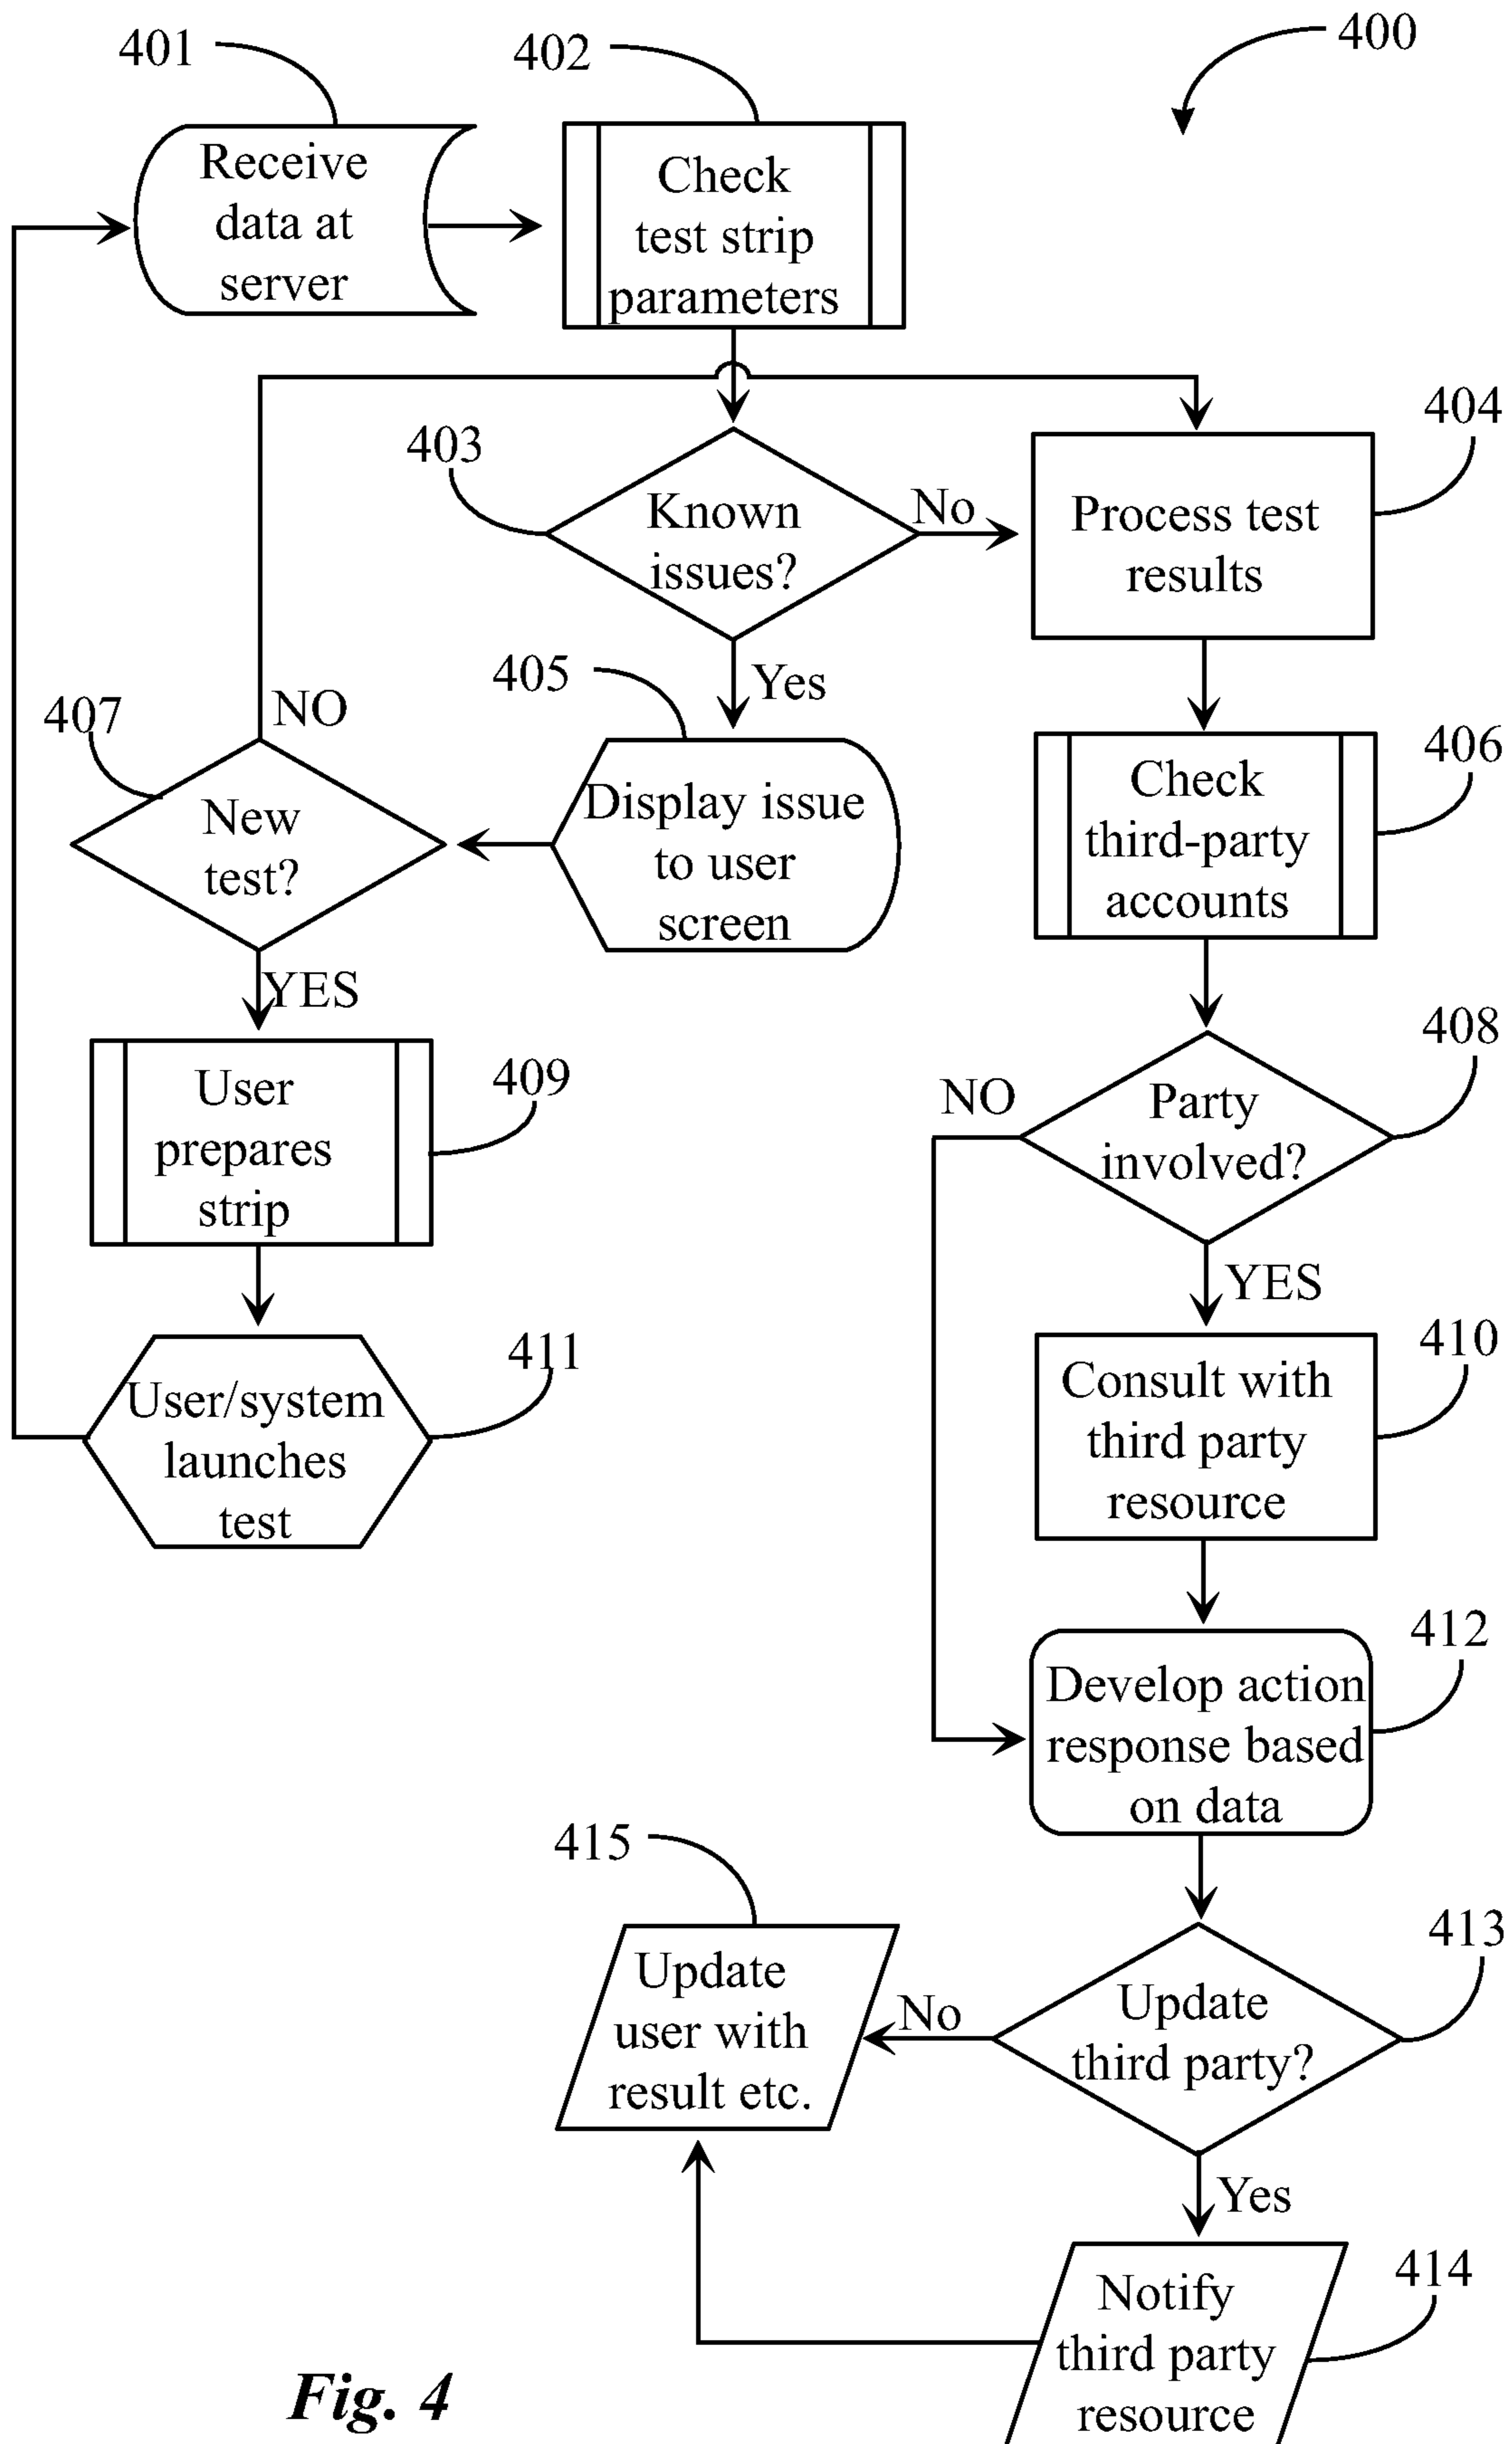 401
402
400
Receive
data at
server
Check
test strip
parameters
403
Known
issues?
No
404
Process test
results
Yes
405
407
NO
New
test?
Display issue
to user
screen
406
Check
third-party
accounts
YES
User
prepares
strip
409
408
NO
Party
involved?
YES
411
User/system
launches
test
410
Consult with
third party
resource
412
Develop action
response based
on data
415
Update
user with
result etc.
No
413
Update
third party?
Yes
414
Notify
third party
resource
Fig. 4